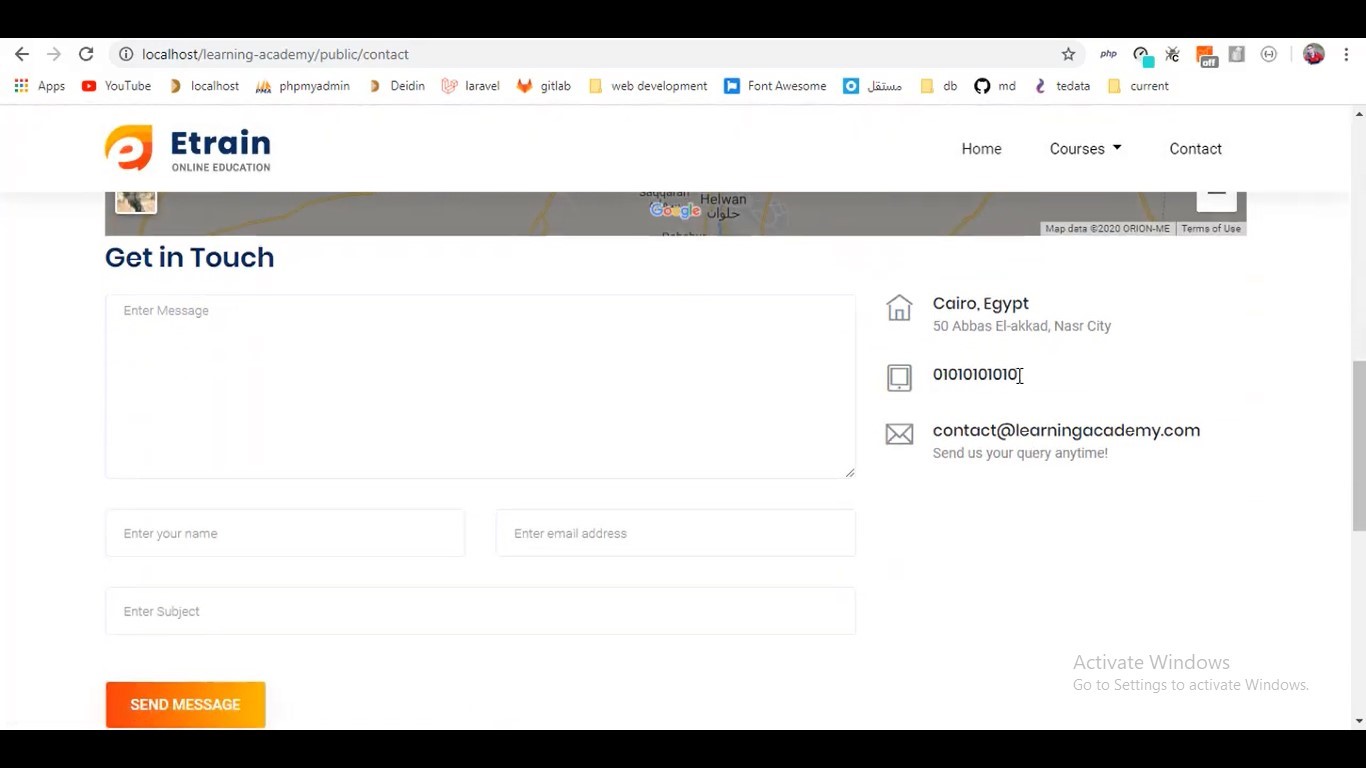 localhost/learning-academy/public/contact
php
off
Apps YouTube localhost phpmyadmin Deidin laravel gitlab web development Font Awesome مستقل db md tedata current
Etrain
ONLINE EDUCATION
Home Courses Contact
Helwan
حلوان
Google
Map data ©2020 ORION-ME Terms of Use
Get in Touch
Enter Message
Cairo, Egypt
50 Abbas El-akkad, Nasr City
01010101010
contact@learningacademy.com
Send us your query anytime!
Enter your name
Enter email address
Enter Subject
SEND MESSAGE
Activate Windows
Go to Settings to activate Windows.